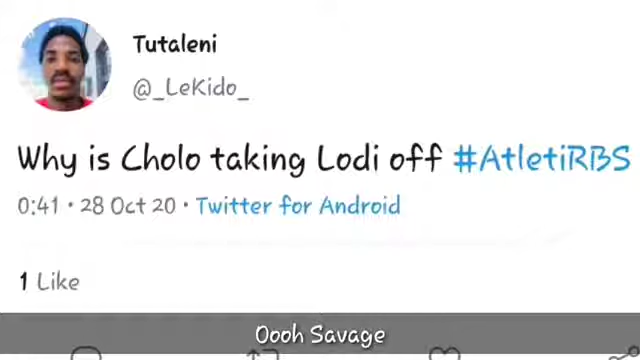 Tutaleni
@_LeKido_
Why is Cholo taking Lodi off #AtletiRBS
0:41 · 28 Oct 20 · Twitter for Android
1 Like
Oooh Savage